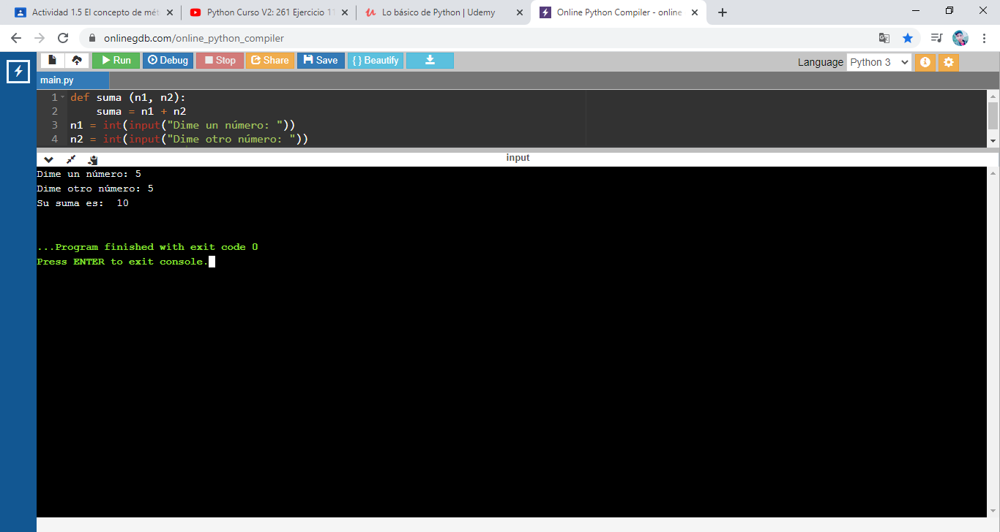 Actividad 1.5 El concepto de mét
Python Curso V2: 261 Ejercicio 11
Lo básico de Python | Udemy
Online Python Compiler - online
onlinegdb.com/online_python_compiler
Run Debug Stop Share Save { } Beautify
Language Python 3
main.py
1 def suma (n1, n2):
2     suma = n1 + n2
3 n1 = int(input("Dime un número: "))
4 n2 = int(input("Dime otro número: "))
input
Dime un número: 5
Dime otro número: 5
Su suma es:  10
...Program finished with exit code 0
Press ENTER to exit console.